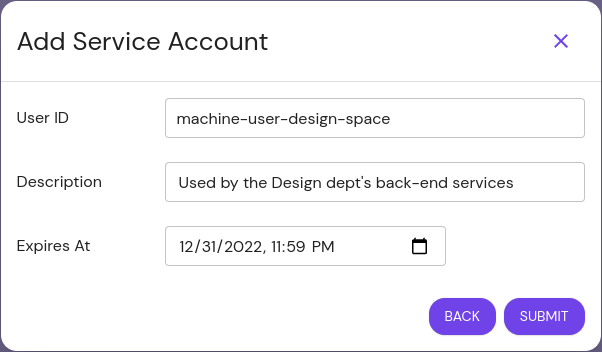 Add Service Account
User ID
machine-user-design-space
Description
Used by the Design dept's back-end services
Expires At
12/31/2022, 11:59 PM
BACK
SUBMIT